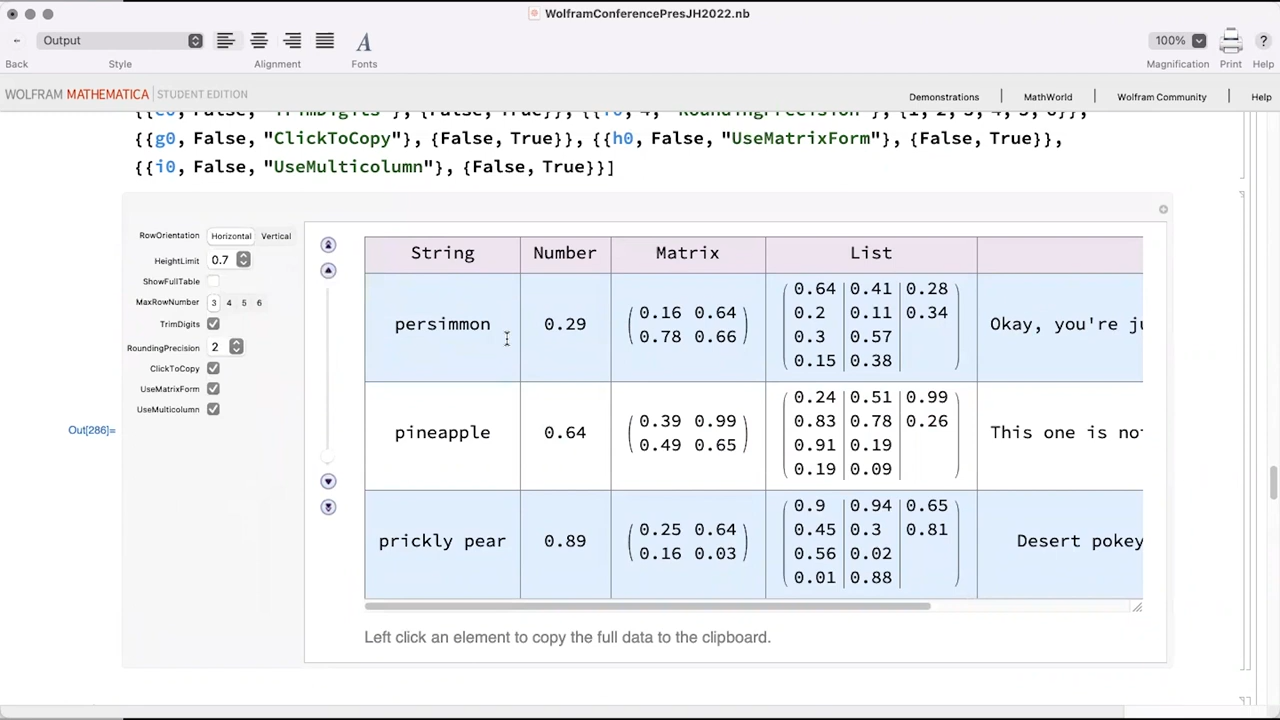 WolframConferencePresJH2022.nb
Output
100%
Back
Style
Alignment
Fonts
Magnification
Print
Help
WOLFRAM MATHEMATICA | STUDENT EDITION
Demonstrations | MathWorld | Wolfram Community | Help
{{g0, False, "ClickToCopy"}, {False, True}}, {{h0, False, "UseMatrixForm"}, {False, True}},
{{i0, False, "UseMulticolumn"}, {False, True}}]
Out[286]=
RowOrientation Horizontal Vertical
HeightLimit 0.7
ShowFullTable
MaxRowNumber 3 4 5 6
TrimDigits
RoundingPrecision 2
ClickToCopy
UseMatrixForm
UseMulticolumn
String Number Matrix List
persimmon 0.29
0.16 0.64
0.78 0.66
0.64 0.41 0.28
0.2 0.11 0.34
0.3 0.57
0.15 0.38
Okay, you're ju
pineapple 0.64
0.39 0.99
0.49 0.65
0.24 0.51 0.99
0.83 0.78 0.26
0.91 0.19
0.19 0.09
This one is no
prickly pear 0.89
0.25 0.64
0.16 0.03
0.9 0.94 0.65
0.45 0.3 0.81
0.56 0.02
0.01 0.88
Desert pokey
Left click an element to copy the full data to the clipboard.